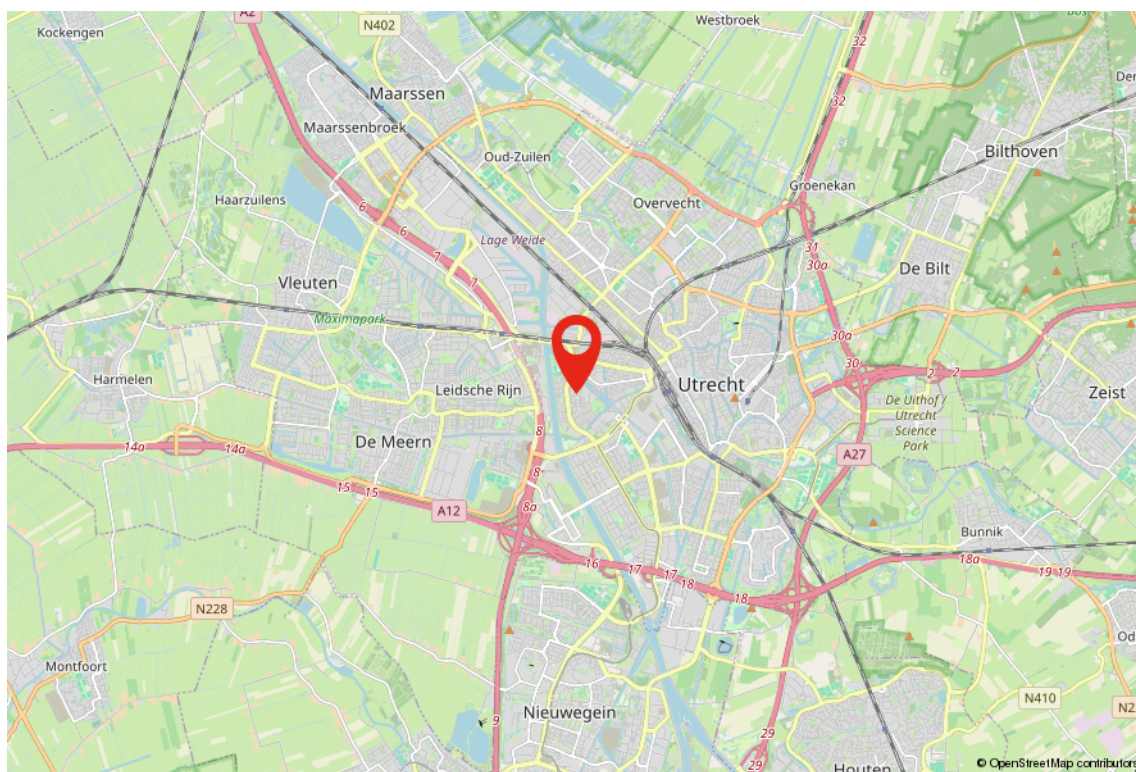 A2
N402
Westbroek
Kockengen
32
Maarssen
32
Maarssenbroek
Oud-Zuilen
Bilthoven
Groenekan
Haarzuilens
6
Overvecht
6
Lage Weide
31
7
30a
De Bilt
7
Vleuten
Máximapark
30a
30
2
2
Harmelen
Leidsche Rijn
Utrecht
De Uithof /
Utrecht
Science
Park
Zeist
14a
14a
De Meern
8
A27
15
15
8
A12
8a
Bunnik
16
17
17
18
18
18a
19
19
N228
Montfoort
Nieuwegein
9
N410
29
29
Houten
© OpenStreetMap contributors